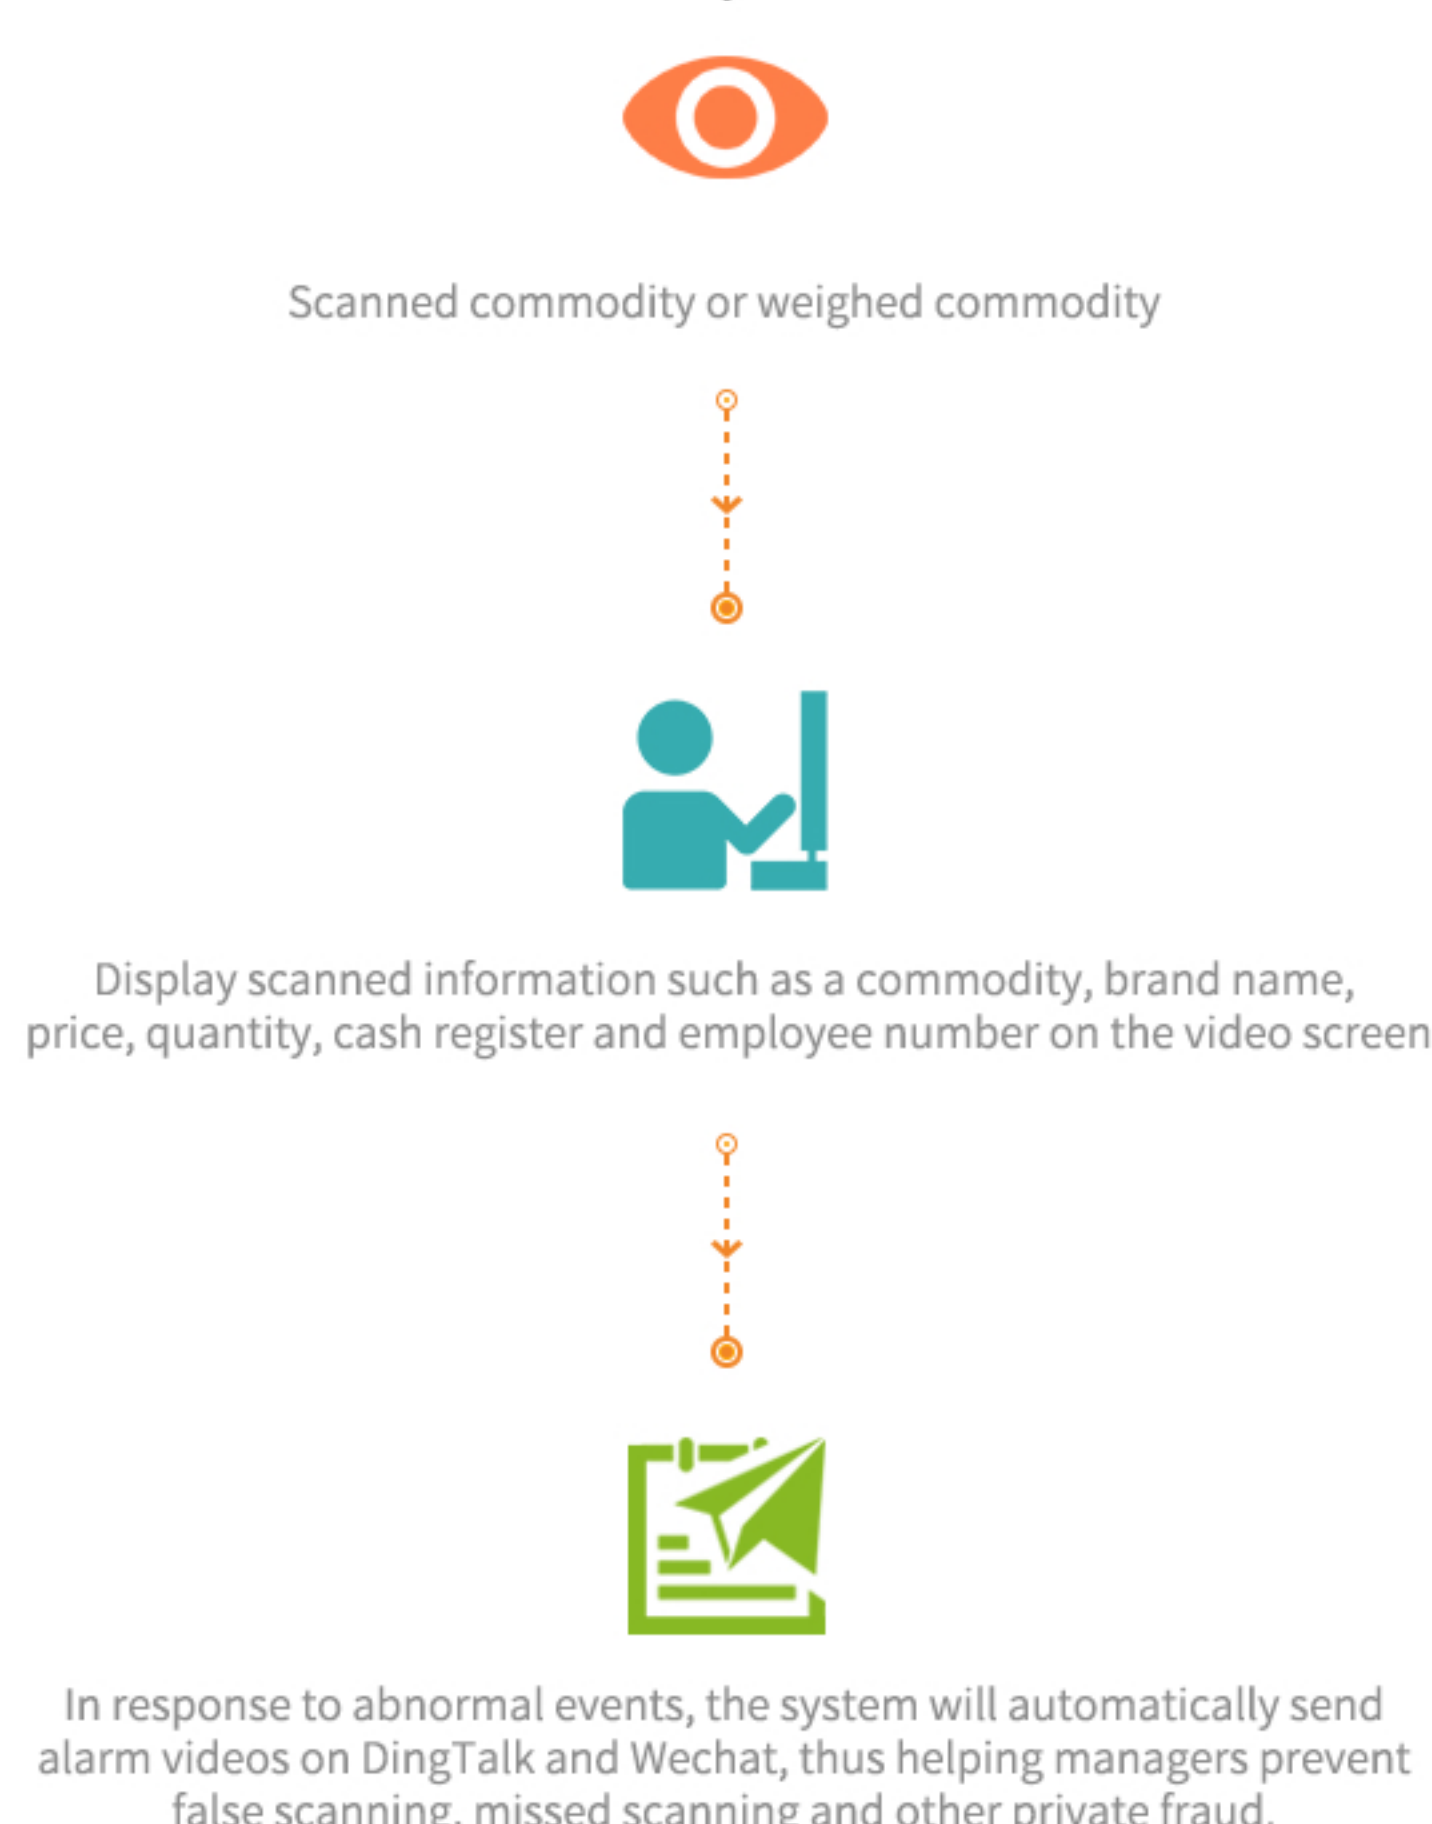 Scanned commodity or weighed commodity
Display scanned information such as a commodity, brand name,
price, quantity, cash register and employee number on the video screen
In response to abnormal events, the system will automatically send
alarm videos on DingTalk and Wechat, thus helping managers prevent
false scanning, missed scanning and other private fraud.